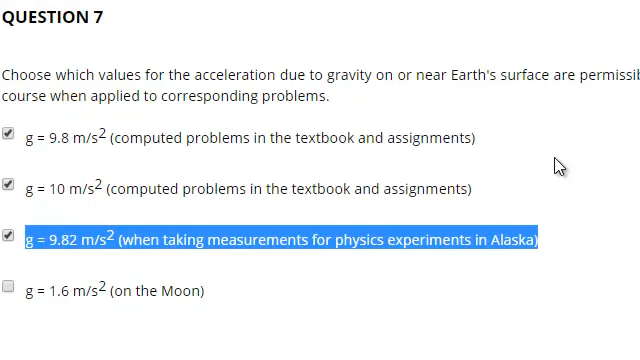 QUESTION 7
Choose which values for the acceleration due to gravity on or near Earth's surface are
course when applied to corresponding problems.
g = 9.8 m/s² (computed problems in the textbook and assignments)
g = 10 m/s² (computed problems in the textbook and assignments)
g = 9.82 m/s² (when taking measurements for physics experiments in Alaska)
g = 1.6 m/s² (on the Moon)